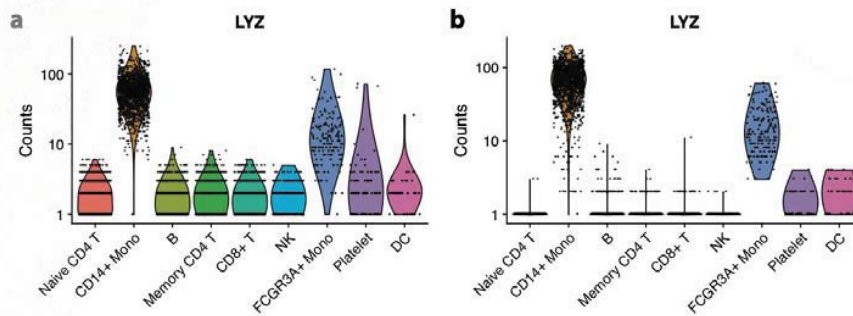 a
LYZ
Counts
100
10
1
Naive CD4 T
CD14+ Mono
B
Memory CD4 T
CD8+ T
NK
FCGR3A+ Mono
Platelet
DC
b
LYZ
Counts
100
10
1
Naive CD4 T
CD14+ Mono
B
Memory CD4 T
CD8+ T
NK
FCGR3A+ Mono
Platelet
DC